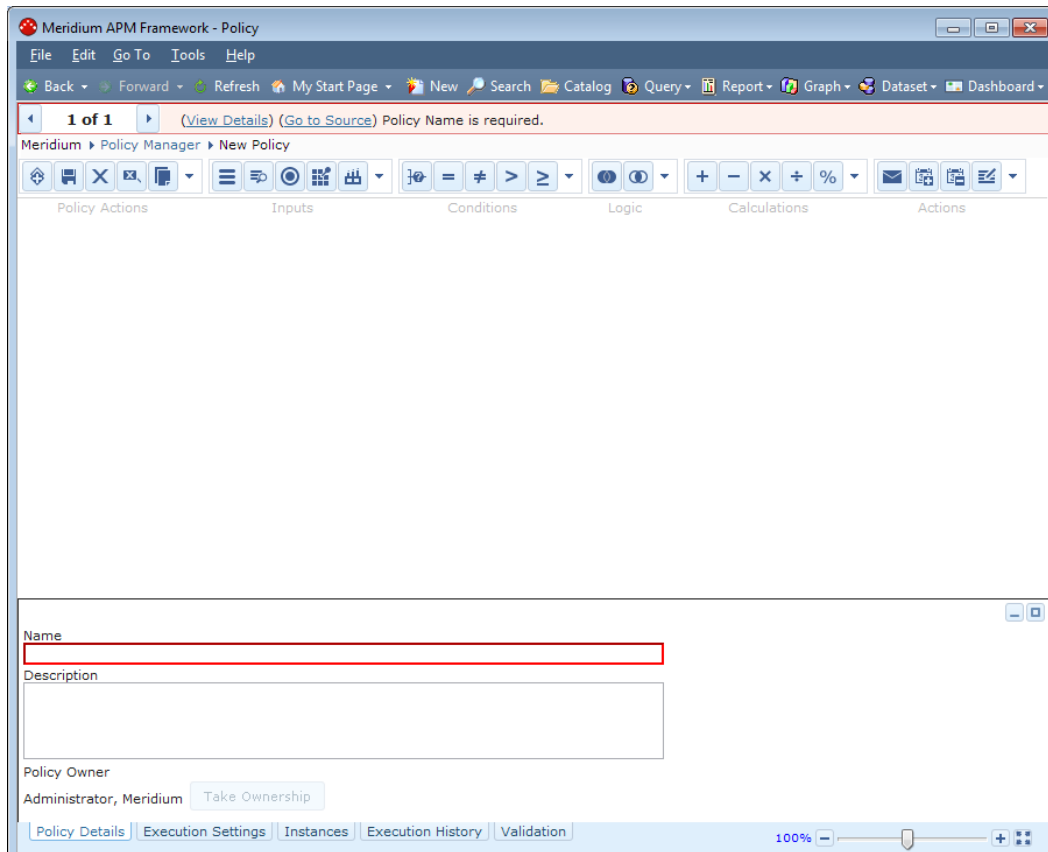 Meridium APM Framework - Policy
File Edit Go To Tools Help
Back Forward Refresh My Start Page New Search Catalog Query Report Graph Dataset Dashboard
1 of 1 (View Details) (Go to Source) Policy Name is required.
Meridium Policy Manager New Policy
= ≠ > ≥ + − × ÷ %
Policy Actions Inputs Conditions Logic Calculations Actions
Name
Description
Policy Owner
Administrator, Meridium Take Ownership
Policy Details Execution Settings Instances Execution History Validation 100%